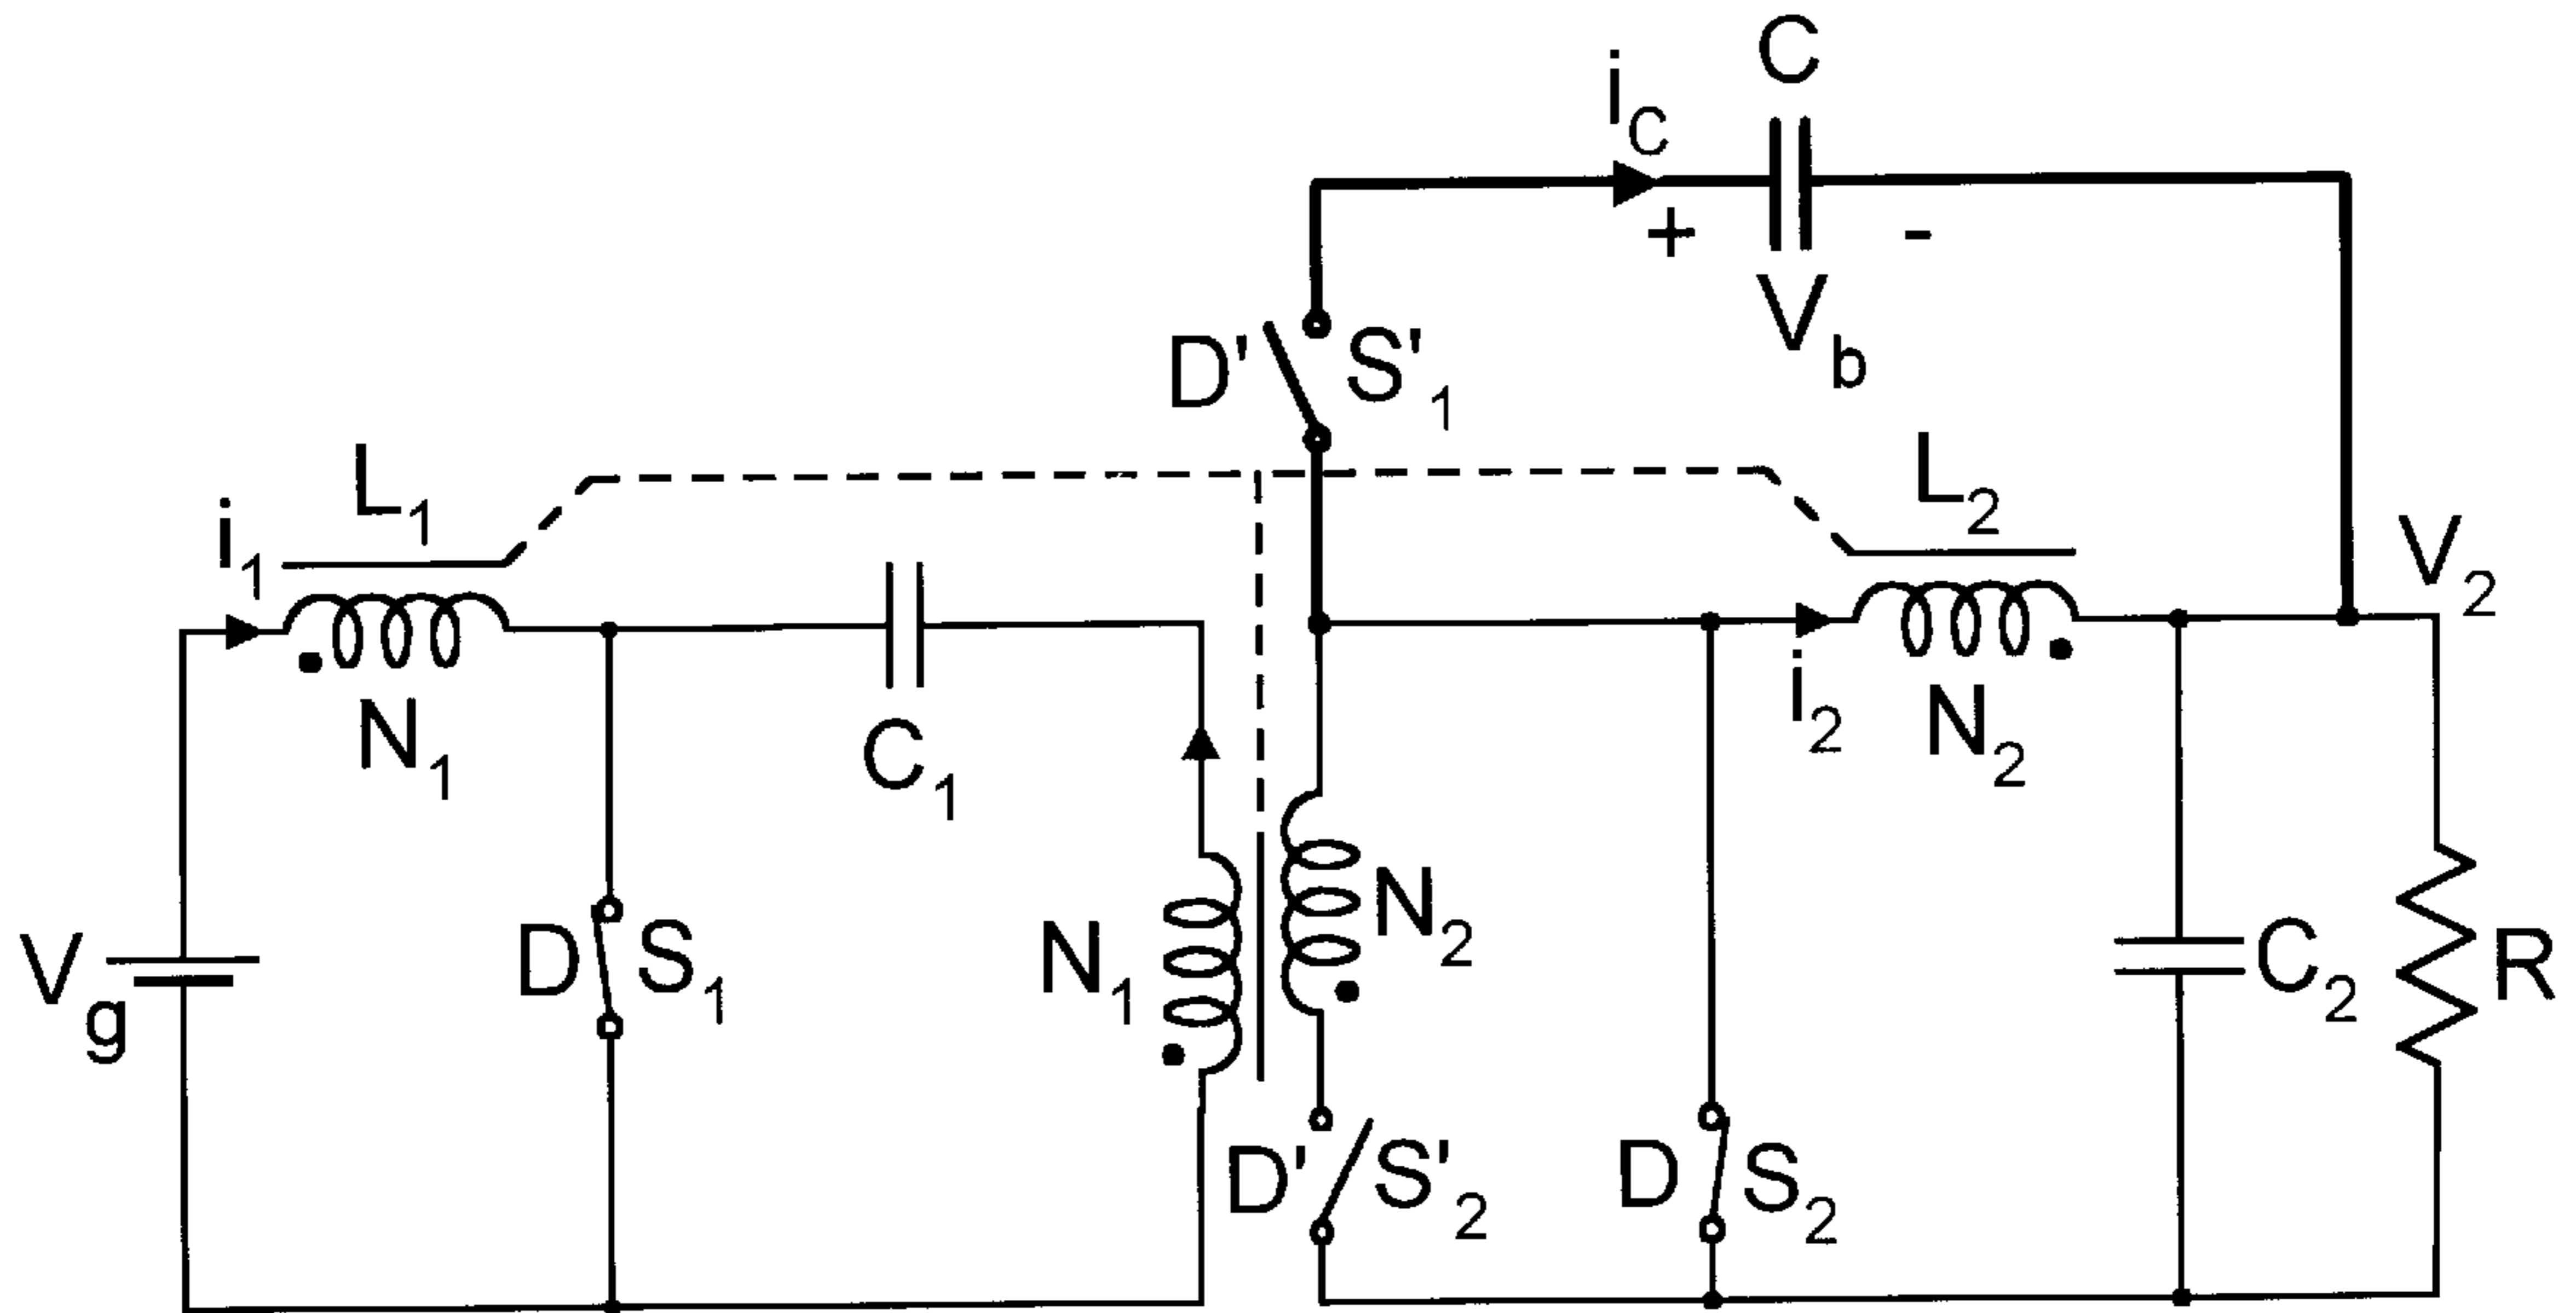 C
i_C
+
-
V_b
D'
S'_1
L_1
i_1
N_1
C_1
L_2
V_2
i_2
N_2
V_g
D
S_1
N_1
N_2
D'
S'_2
D
S_2
C_2
R